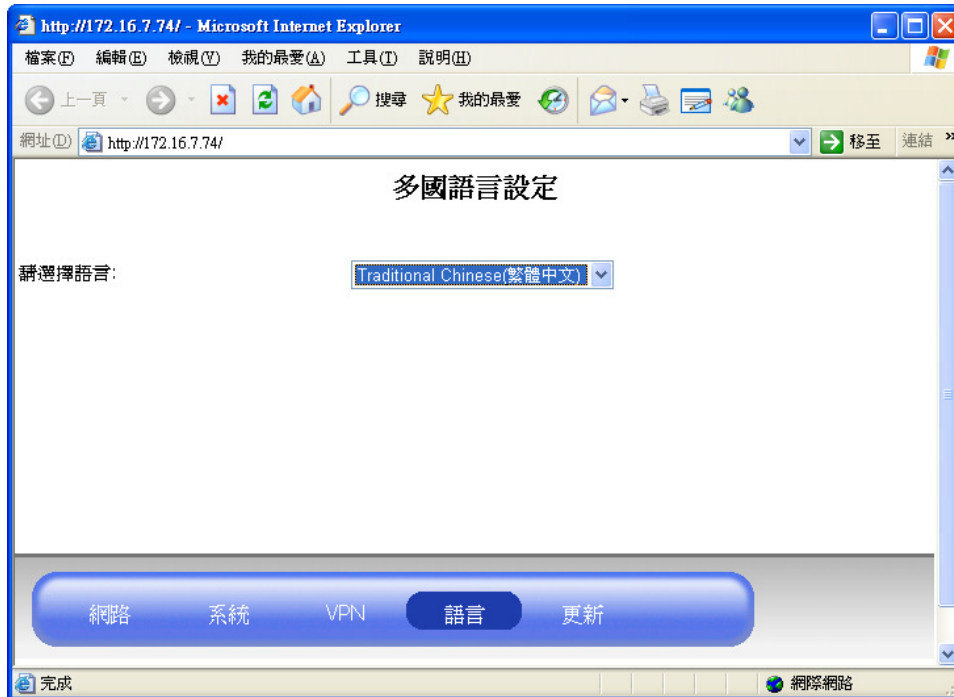 http://172.16.7.74/ - Microsoft Internet Explorer
檔案(F) 編輯(E) 檢視(V) 我的最愛(A) 工具(T) 說明(H)
上一頁 搜尋 我的最愛
網址(D) http://172.16.7.74/ 移至 連結 »
多國語言設定
請選擇語言:
Traditional Chinese(繁體中文)
網路 系統 VPN 語言 更新
完成 網際網路